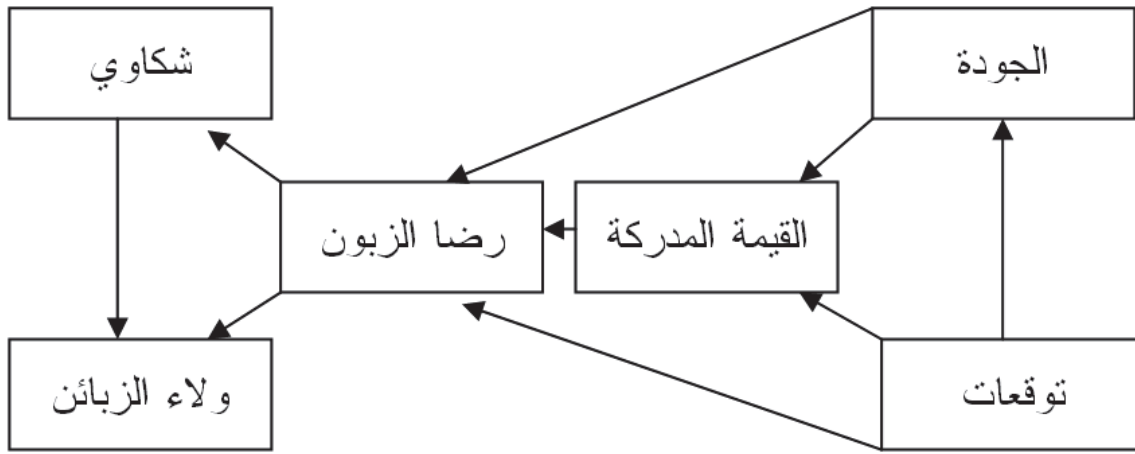 الجودة
شكاوي
القيمة المدركة
رضا الزبون
توقعات
ولاء الزبائن